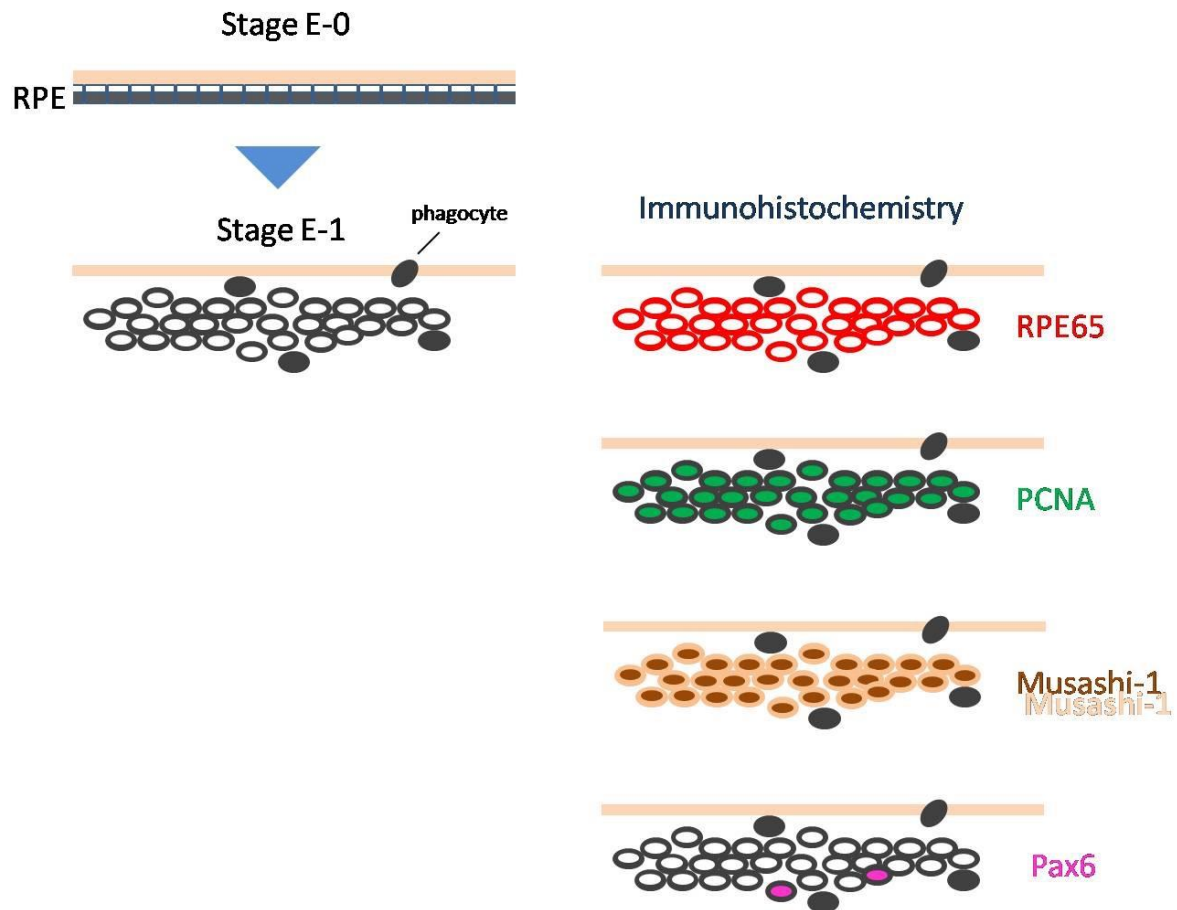 Stage E-0
RPE
Stage E-1
phagocyte
Immunohistochemistry
RPE65
PCNA
Musashi-1
Musashi-1
Pax6